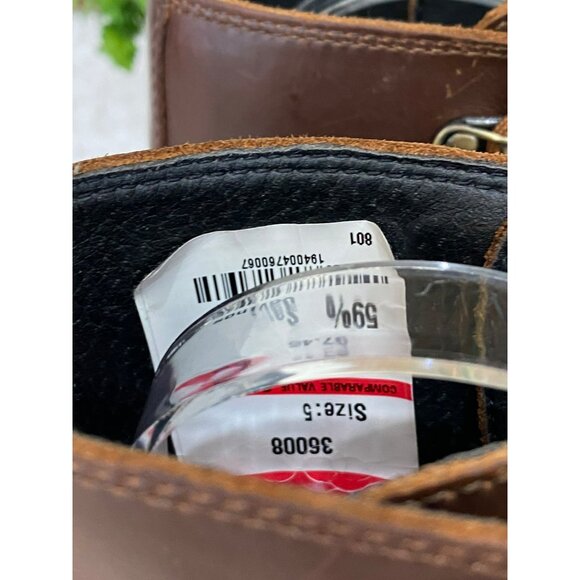 36008
Size: 5
COMPARABLE VALUE
59%
194004760067
801